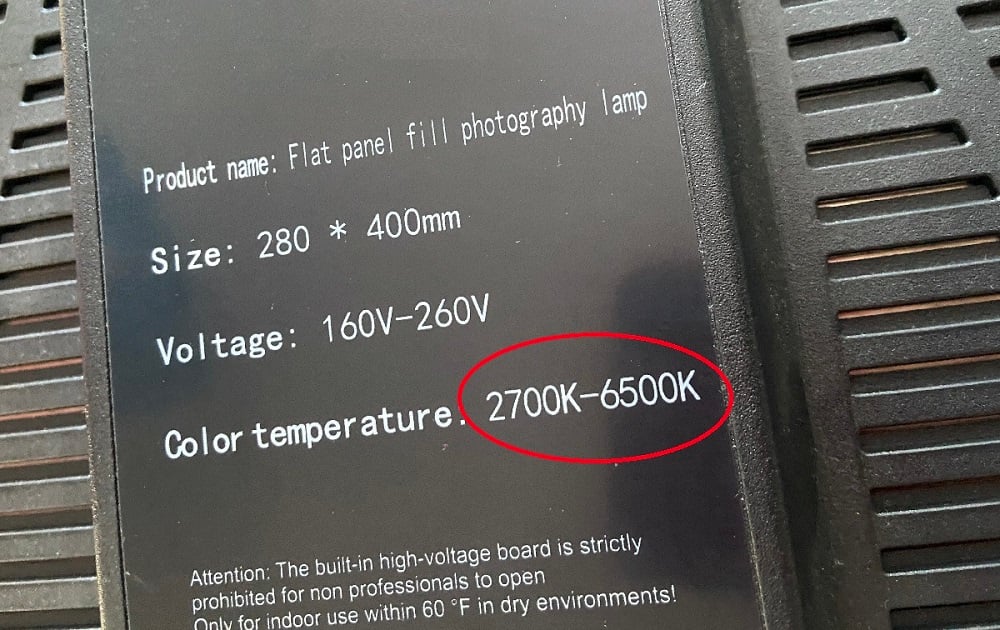 Product name: Flat panel fill photography lamp
Size: 280 * 400mm
Voltage: 160V-260V
Color temperature: 2700K-6500K
Attention: The built-in high-voltage board is strictly
prohibited for non professionals to open
Only for indoor use within 60 °F in dry environments!